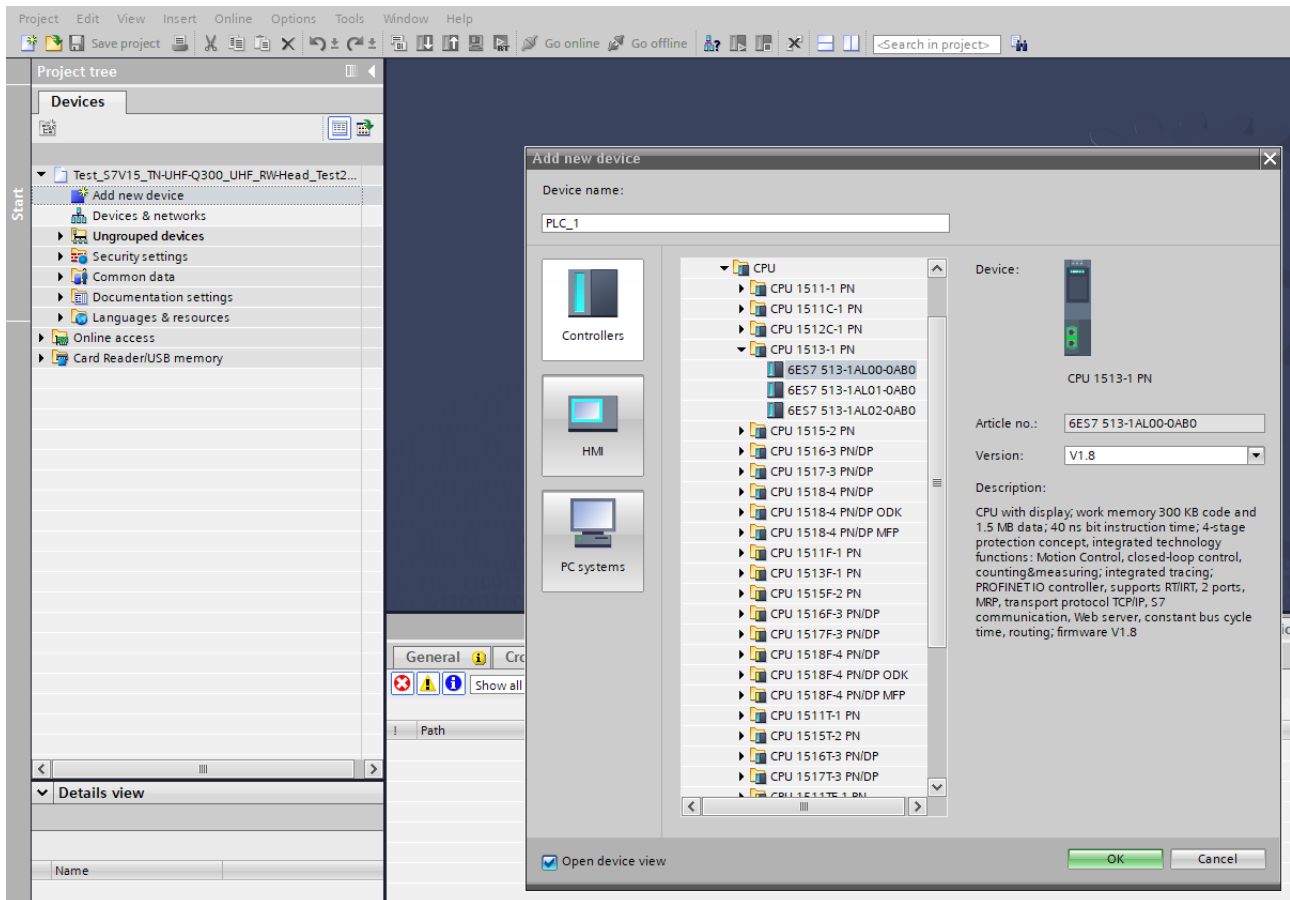 Project Edit View Insert Online Options Tools Window Help
Save project Go online Go offline <Search in project>
Project tree
Devices
Start
Test_S7V15_TN-UHF-Q300_UHF_RWHead_Test2...
Add new device
Devices & networks
Ungrouped devices
Security settings
Common data
Documentation settings
Languages & resources
Online access
Card Reader/USB memory
Details view
Name
General
Show all
! Path
Add new device
Device name:
PLC_1
Controllers
HMI
PC systems
CPU
CPU 1511-1 PN
CPU 1511C-1 PN
CPU 1512C-1 PN
CPU 1513-1 PN
6ES7 513-1AL00-0AB0
6ES7 513-1AL01-0AB0
6ES7 513-1AL02-0AB0
CPU 1515-2 PN
CPU 1516-3 PN/DP
CPU 1517-3 PN/DP
CPU 1518-4 PN/DP
CPU 1518-4 PN/DP ODK
CPU 1518-4 PN/DP MFP
CPU 1511F-1 PN
CPU 1513F-1 PN
CPU 1515F-2 PN
CPU 1516F-3 PN/DP
CPU 1517F-3 PN/DP
CPU 1518F-4 PN/DP
CPU 1518F-4 PN/DP ODK
CPU 1518F-4 PN/DP MFP
CPU 1511T-1 PN
CPU 1515T-2 PN
CPU 1516T-3 PN/DP
CPU 1517T-3 PN/DP
CPU 1511TF-1 PN
Device:
CPU 1513-1 PN
Article no.: 6ES7 513-1AL00-0AB0
Version: V1.8
Description:
CPU with display; work memory 300 KB code and
1.5 MB data; 40 ns bit instruction time; 4-stage
protection concept, integrated technology
functions: Motion Control, closed-loop control,
counting&measuring; integrated tracing;
PROFINET IO controller, supports RT/IRT, 2 ports,
MRP, transport protocol TCP/IP, S7
communication, Web server, constant bus cycle
time, routing; firmware V1.8
Open device view
OK Cancel